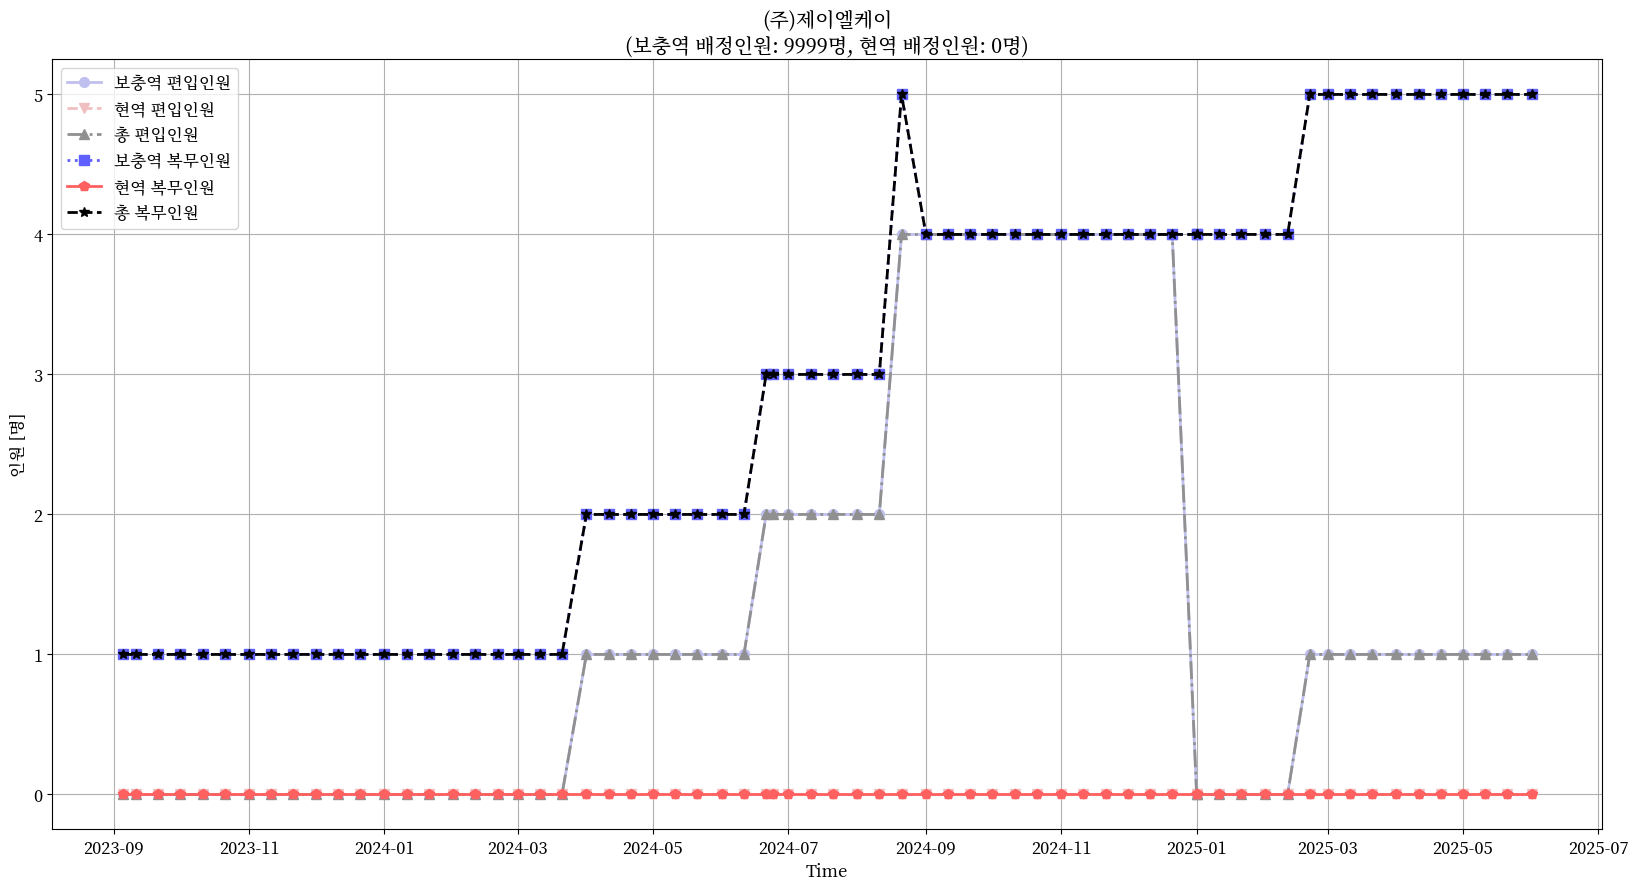 (주)제이엘케이
(보충역 배정인원: 9999명, 현역 배정인원: 0명)
보충역 편입인원
현역 편입인원
총 편입인원
보충역 복무인원
현역 복무인원
총 복무인원
5
4
3
2
1
0
인원 [명]
2023-09 2023-11 2024-01 2024-03 2024-05 2024-07 2024-09 2024-11 2025-01 2025-03 2025-05 2025-07
Time